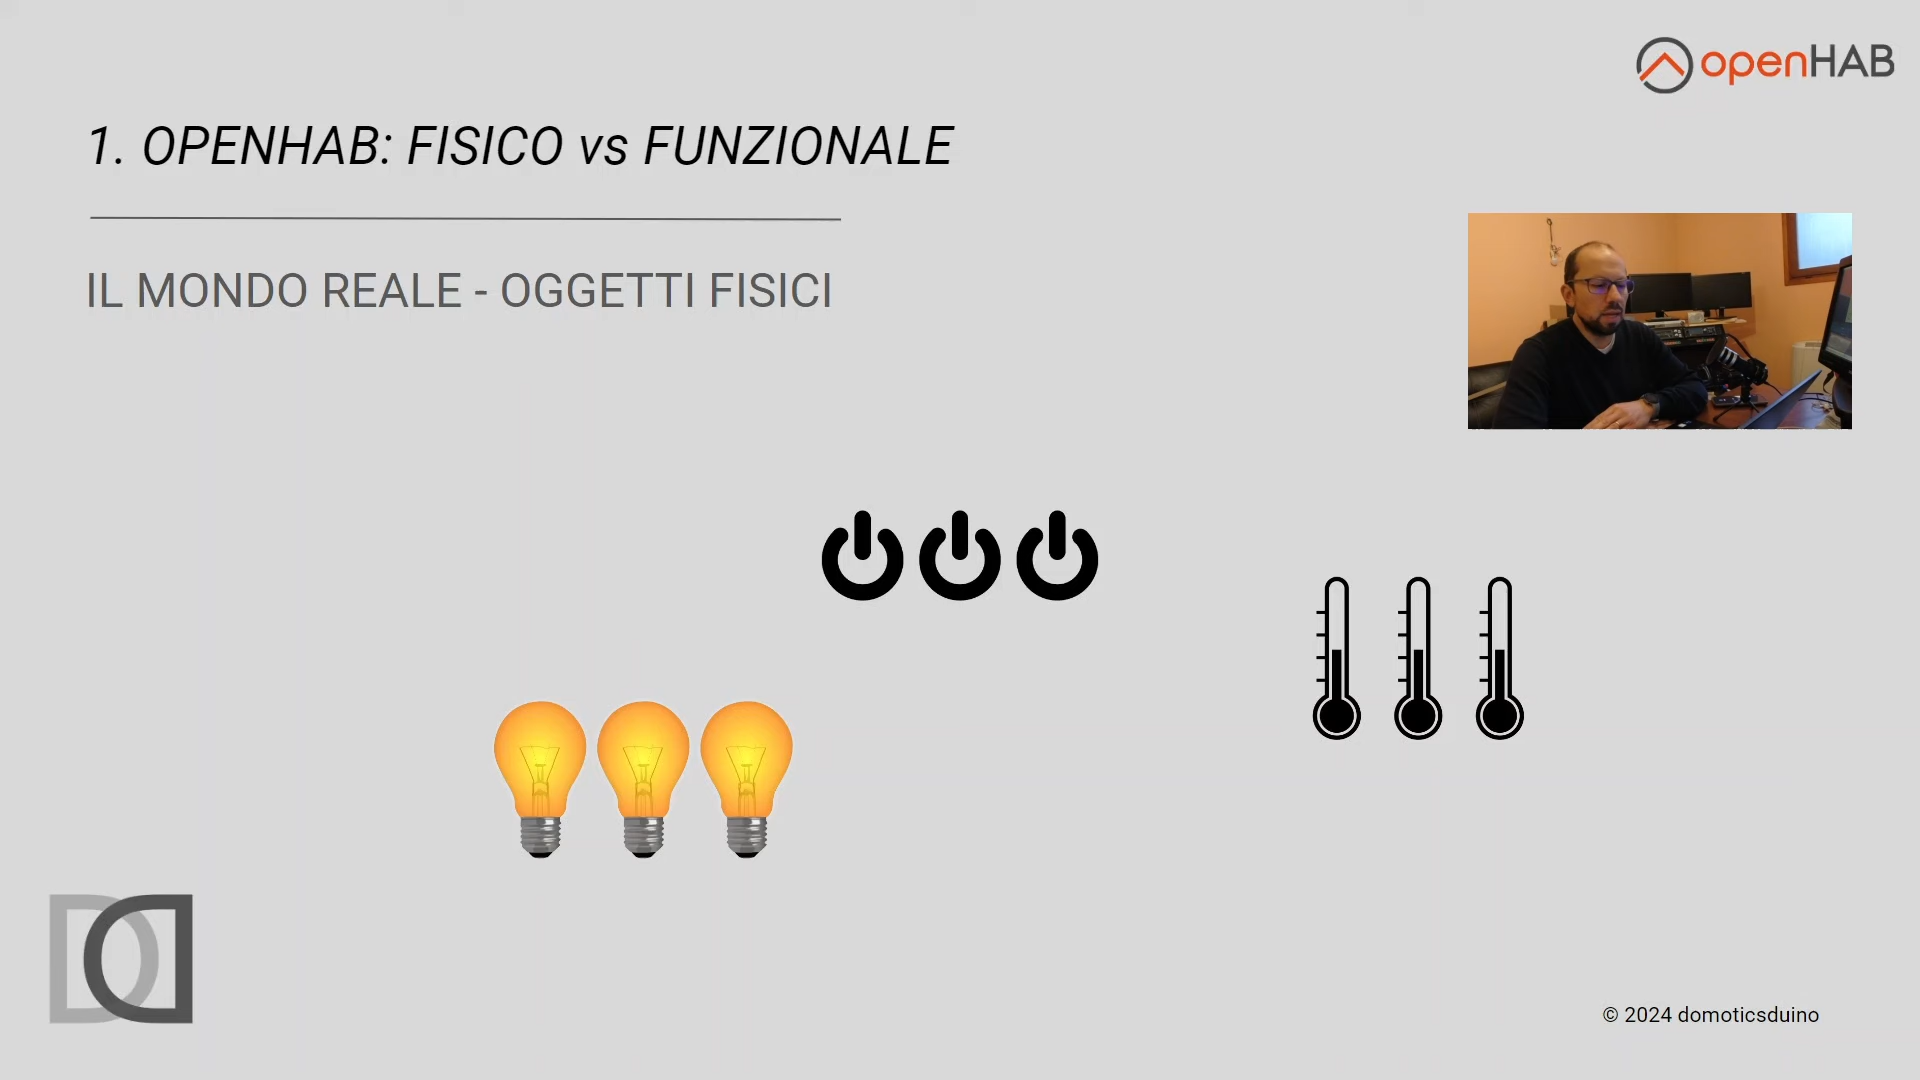 openHAB
1. OPENHAB: FISICO vs FUNZIONALE
IL MONDO REALE - OGGETTI FISICI
© 2024 domoticsduino